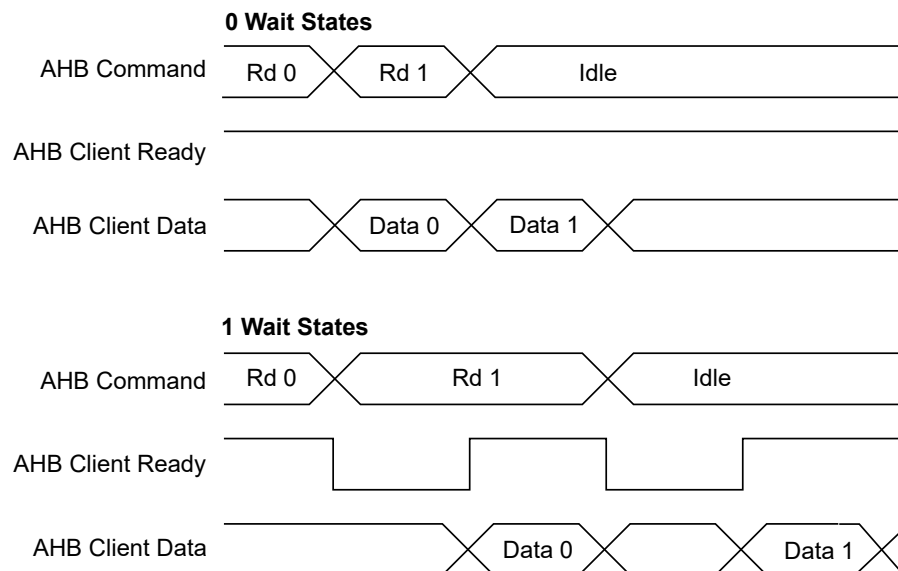 0 Wait States
AHB Command Rd 0 Rd 1 Idle
AHB Client Ready
AHB Client Data Data 0 Data 1
1 Wait States
AHB Command Rd 0 Rd 1 Idle
AHB Client Ready
AHB Client Data Data 0 Data 1